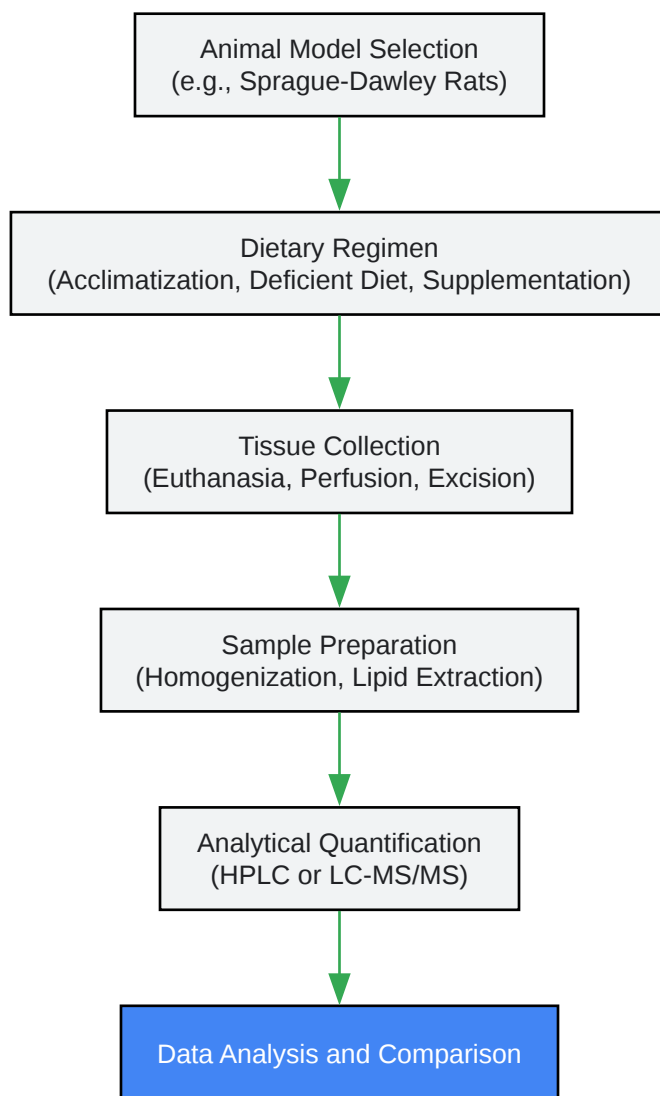 Animal Model Selection
(e.g., Sprague-Dawley Rats)
Dietary Regimen
(Acclimatization, Deficient Diet, Supplementation)
Tissue Collection
(Euthanasia, Perfusion, Excision)
Sample Preparation
(Homogenization, Lipid Extraction)
Analytical Quantification
(HPLC or LC-MS/MS)
Data Analysis and Comparison